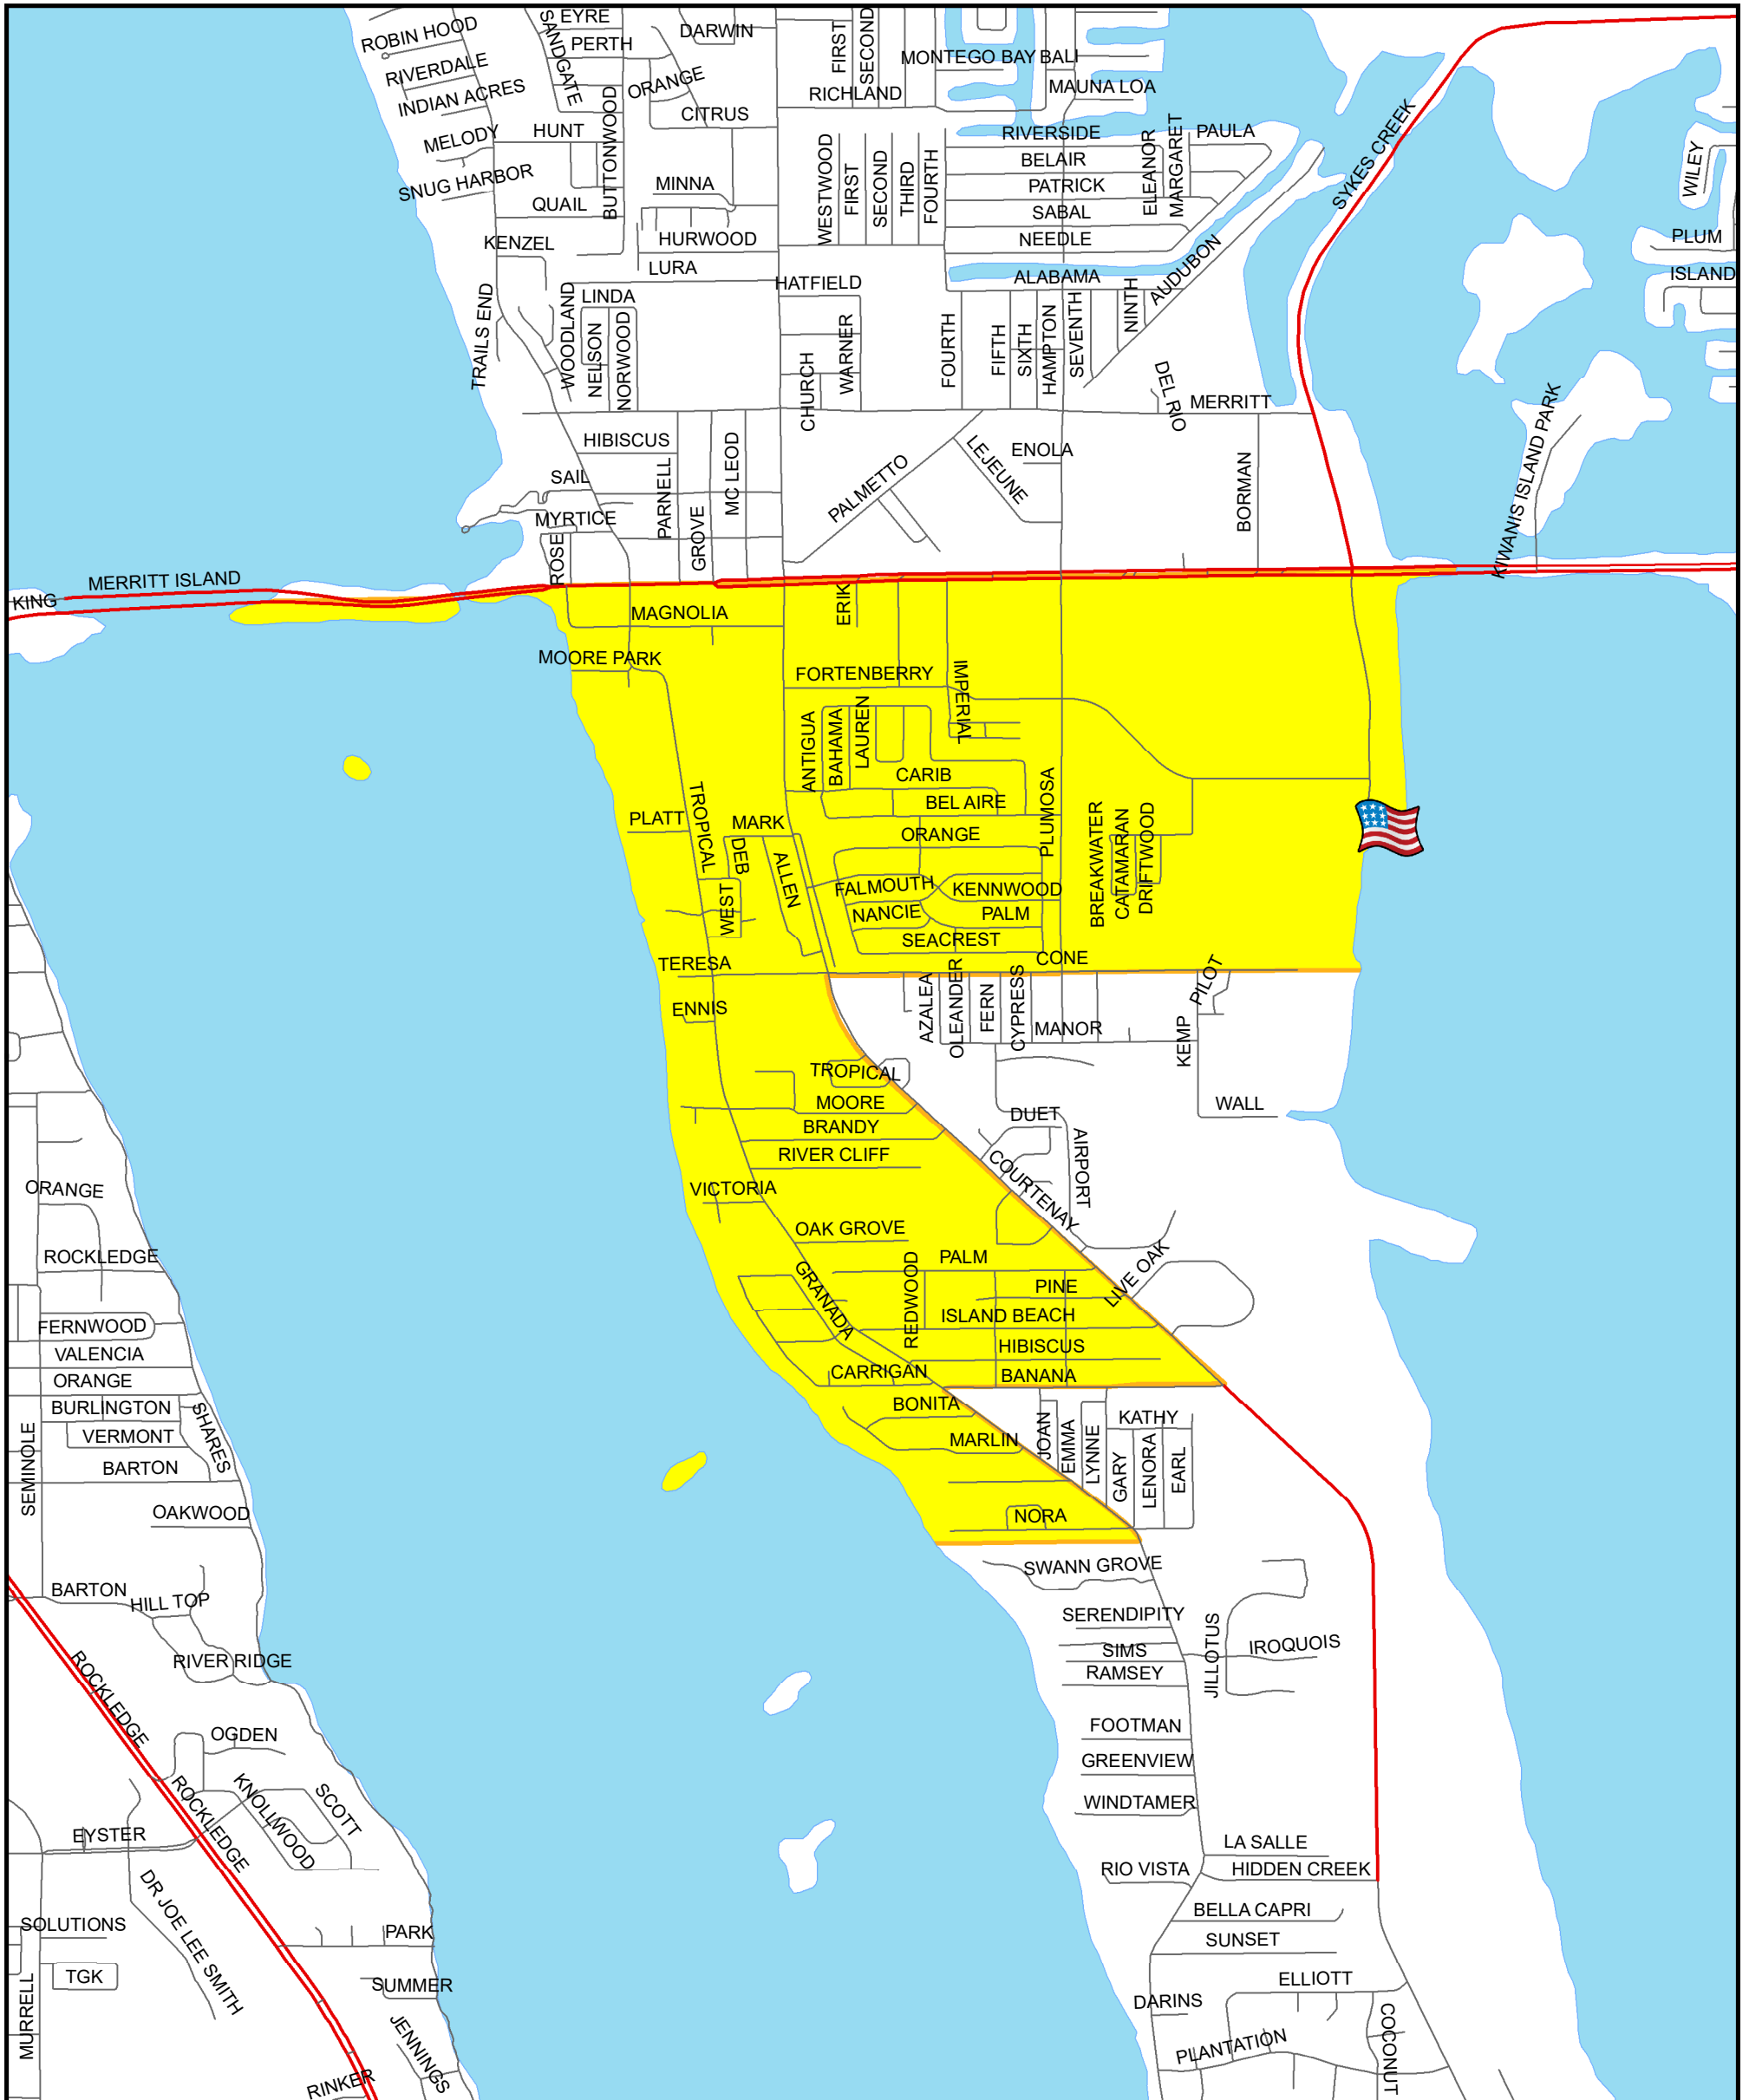 EYRE
ROBIN HOOD
SANDGATE
PERTH
DARWIN
FIRST
SECOND
MONTEGO BAY
BALI
RIVERDALE
INDIAN ACRES
ORANGE
RICHLAND
MAUNA LOA
BUTTONWOOD
CITRUS
SYKES CREEK
MELODY
HUNT
RIVERSIDE
PAULA
WESTWOOD
FIRST
SECOND
THIRD
FOURTH
BELAIR
ELEANOR
MARGARET
WILEY
SNUG HARBOR
MINNA
PATRICK
QUAIL
SABAL
KENZEL
HURWOOD
NEEDLE
PLUM
LURA
AUDUBON
ISLAND
HATFIELD
ALABAMA
TRAILS END
WOODLAND
LINDA
NELSON
NORWOOD
CHURCH
WARNER
FOURTH
FIFTH
SIXTH
HAMPTON
SEVENTH
NINTH
DEL RIO
MERRITT
KIWANIS ISLAND PARK
HIBISCUS
PARNELL
MC LEOD
ENOLA
LEJEUNE
PALMETTO
SAIL
BORMAN
MYRTICE
GROVE
ROSE
MERRITT ISLAND
KING
MAGNOLIA
ERIK
MOORE PARK
FORTENBERRY
IMPERIAL
ANTIGUA
BAHAMA
LAUREN
CARIB
TROPICAL
BEL AIRE
PLUMOSA
PLATT
MARK
ORANGE
BREAKWATER
CATAMARAN
DRIFTWOOD
DEB
ALLEN
FALMOUTH
KENNWOOD
WEST
NANCIE
PALM
SEACREST
TERESA
CONE
AZALEA
OLEANDER
FERN
CYPRESS
PILOT
ENNIS
MANOR
KEMP
TROPICAL
MOORE
DUET
WALL
BRANDY
AIRPORT
RIVER CLIFF
COURTENAY
VICTORIA
ORANGE
OAK GROVE
ROCKLEDGE
PALM
LIVE OAK
GRANADA
REDWOOD
PINE
ISLAND BEACH
FERNWOOD
HIBISCUS
VALENCIA
CARRIGAN
BANANA
ORANGE
BONITA
BURLINGTON
SHARES
JOAN
EMMA
LYNNE
KATHY
VERMONT
MARLIN
GARY
LENORA
EARL
SEMINOLE
BARTON
OAKWOOD
NORA
SWANN GROVE
BARTON
HILL TOP
SERENDIPITY
JILLOTUS
IROQUOIS
SIMS
RIVER RIDGE
RAMSEY
ROCKLEDGE
FOOTMAN
OGDEN
GREENVIEW
ROCKLEDGE
KNOLLWOOD
SCOTT
WINDTAMER
EYSTER
LA SALLE
RIO VISTA
HIDDEN CREEK
DR JOE LEE SMITH
BELLA CAPRI
SOLUTIONS
PARK
SUNSET
TGK
SUMMER
ELLIOTT
MURRELL
DARINS
JENNINGS
COCONUT
PLANTATION
RINKER